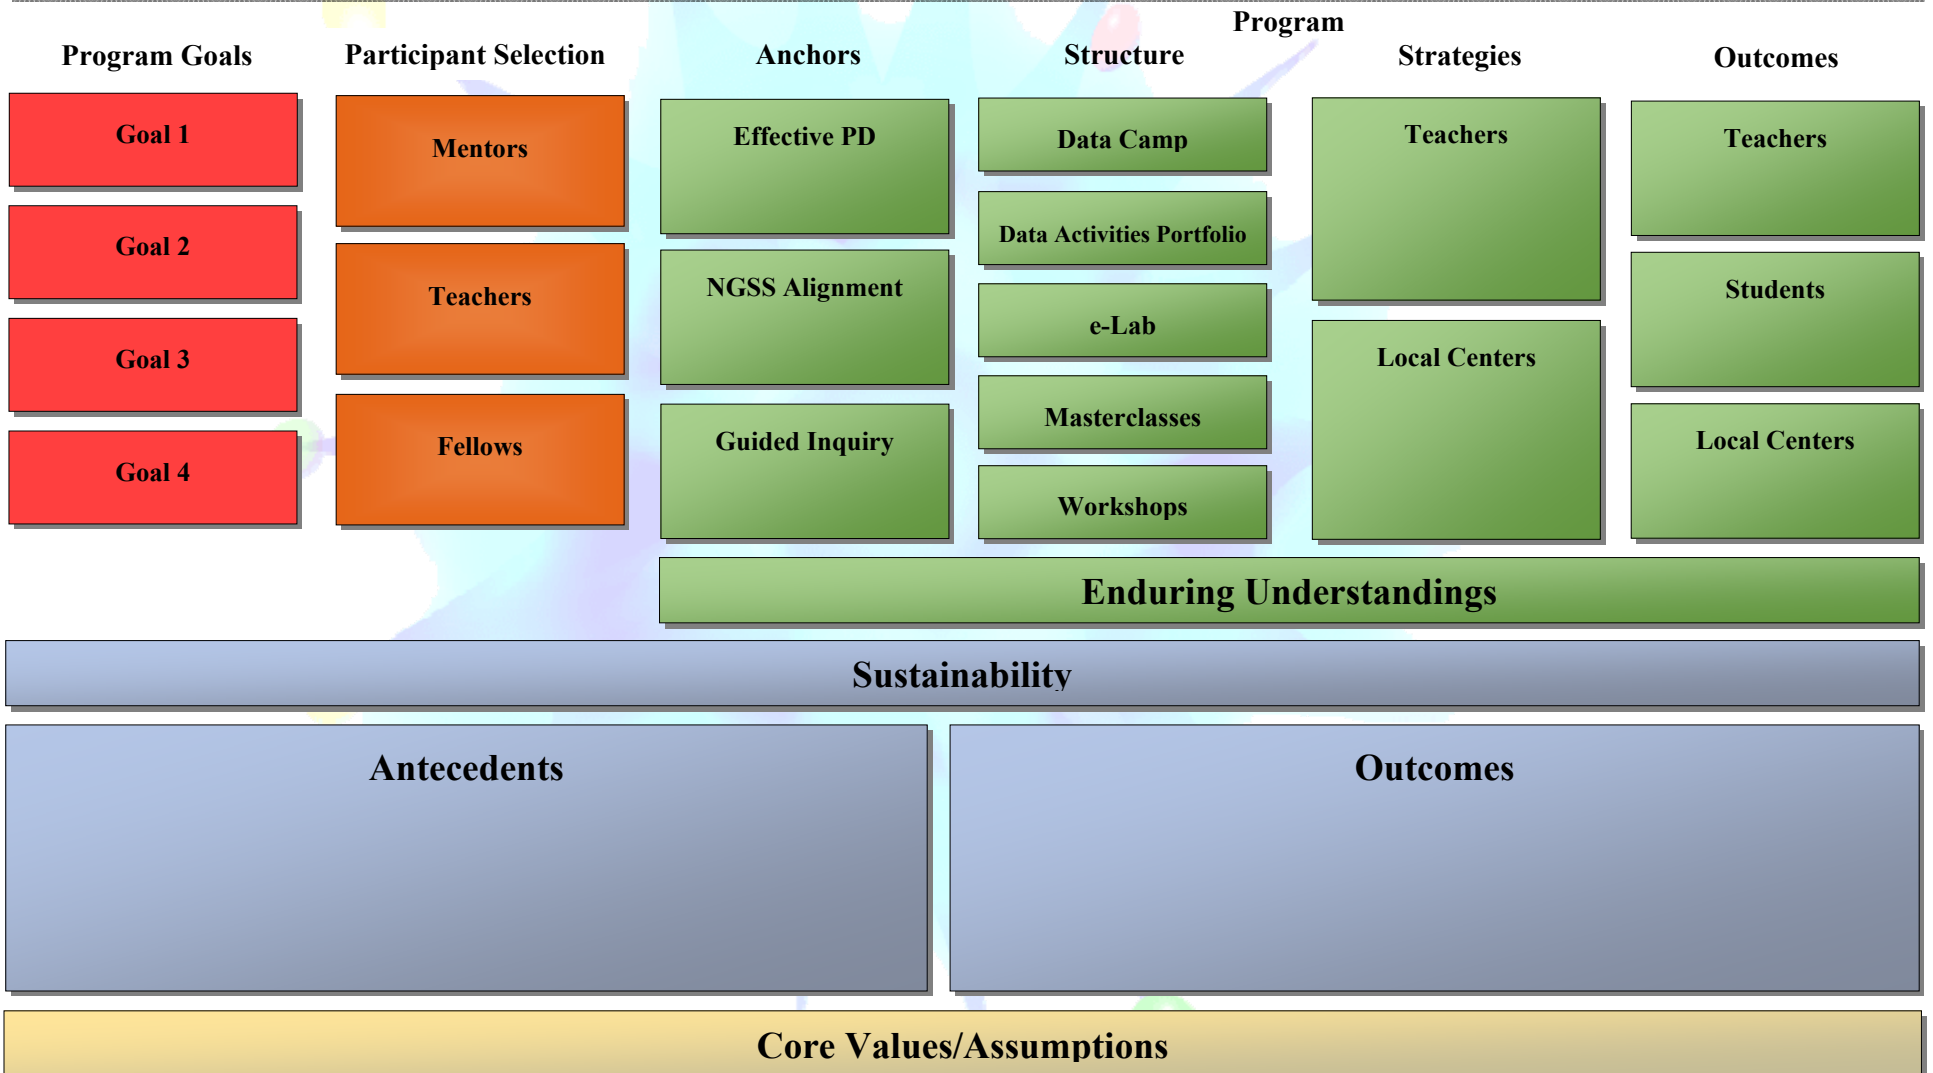 Program
Program Goals
Participant Selection
Anchors
Structure
Strategies
Outcomes
Goal 1
Goal 2
Goal 3
Goal 4
Mentors
Teachers
Fellows
Effective PD
NGSS Alignment
Guided Inquiry
Data Camp
Data Activities Portfolio
e-Lab
Masterclasses
Workshops
Teachers
Local Centers
Teachers
Students
Local Centers
Enduring Understandings
Sustainability
Antecedents
Outcomes
Core Values/Assumptions